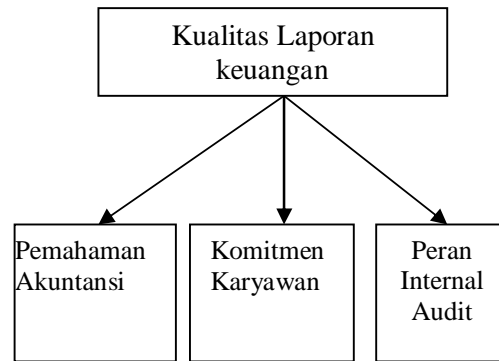 Kualitas Laporan
keuangan
Pemahaman
Akuntansi
Komitmen
Karyawan
Peran
Internal
Audit